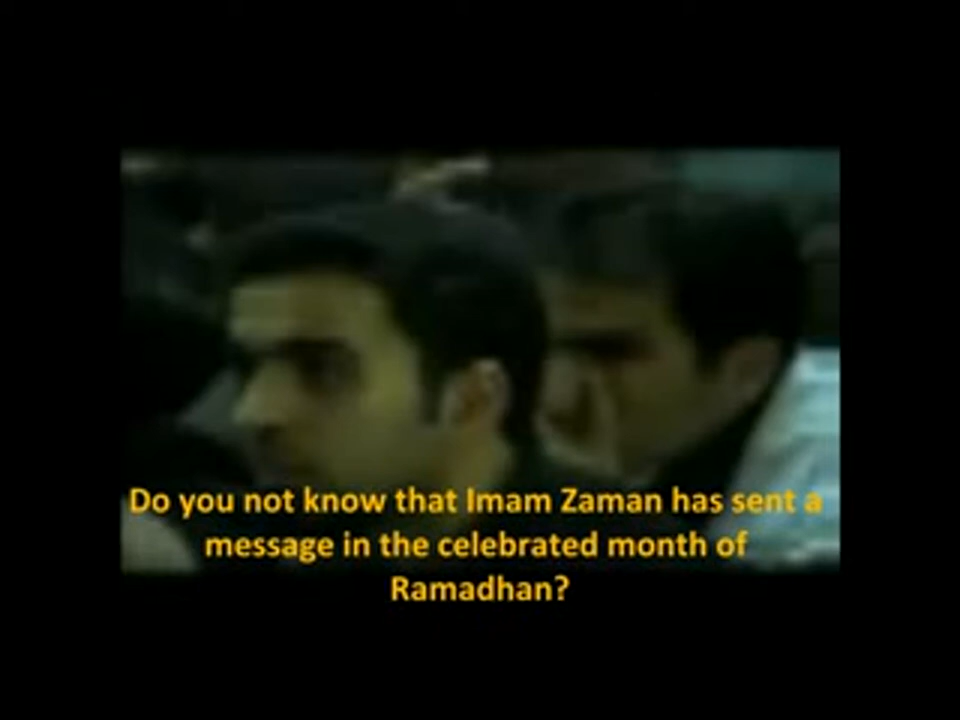 Do you not know that Imam Zaman has sent a
message in the celebrated month of
Ramadhan?